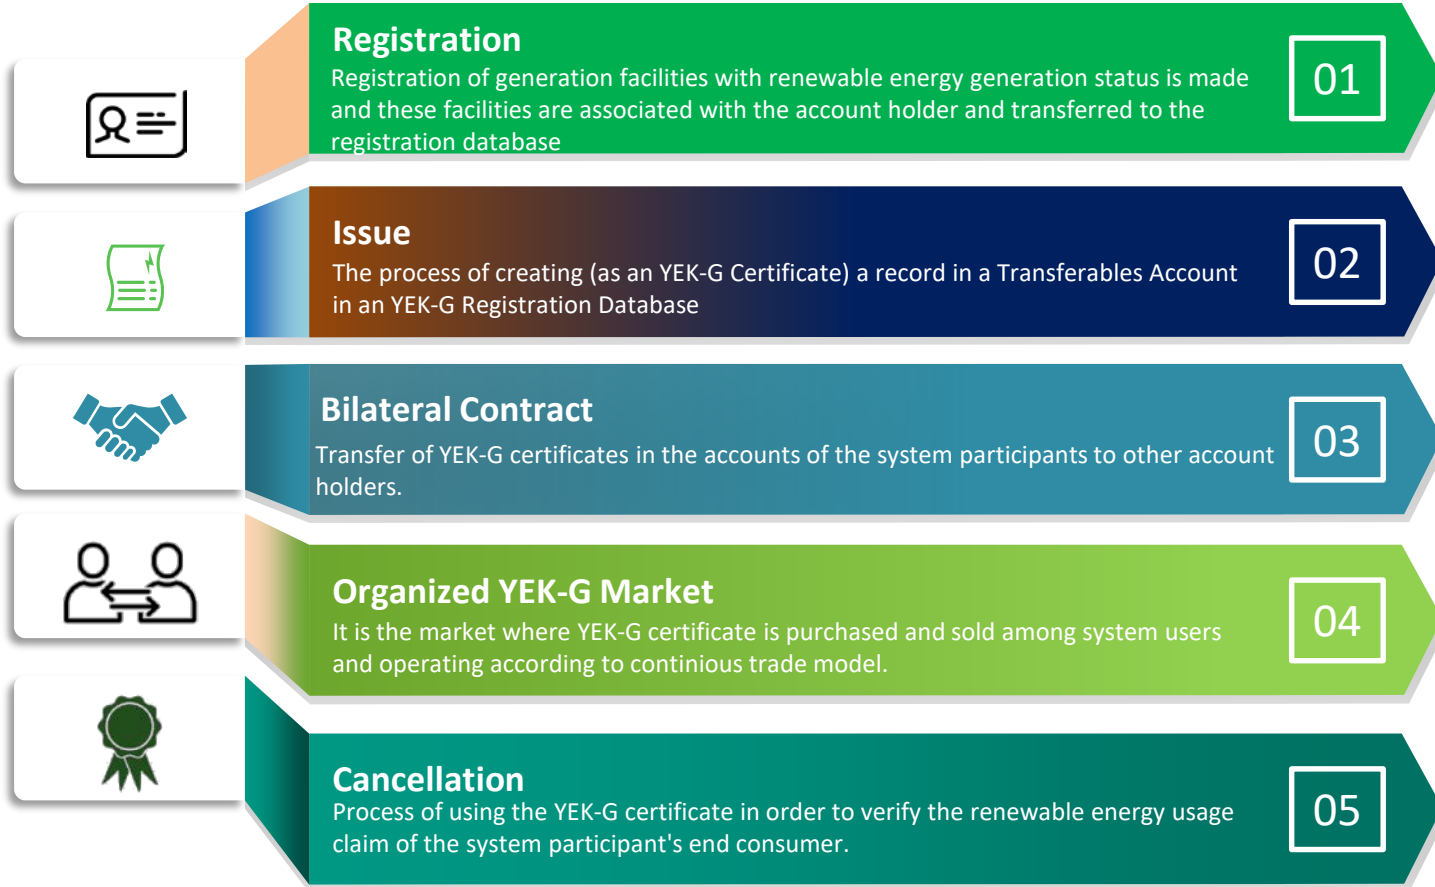 Registration
Registration of generation facilities with renewable energy generation status is made
and these facilities are associated with the account holder and transferred to the
registration database
01
Issue
The process of creating (as an YEK-G Certificate) a record in a Transferables Account
in an YEK-G Registration Database
02
Bilateral Contract
Transfer of YEK-G certificates in the accounts of the system participants to other account
holders.
03
Organized YEK-G Market
It is the market where YEK-G certificate is purchased and sold among system users
and operating according to continious trade model.
04
Cancellation
Process of using the YEK-G certificate in order to verify the renewable energy usage
claim of the system participant's end consumer.
05